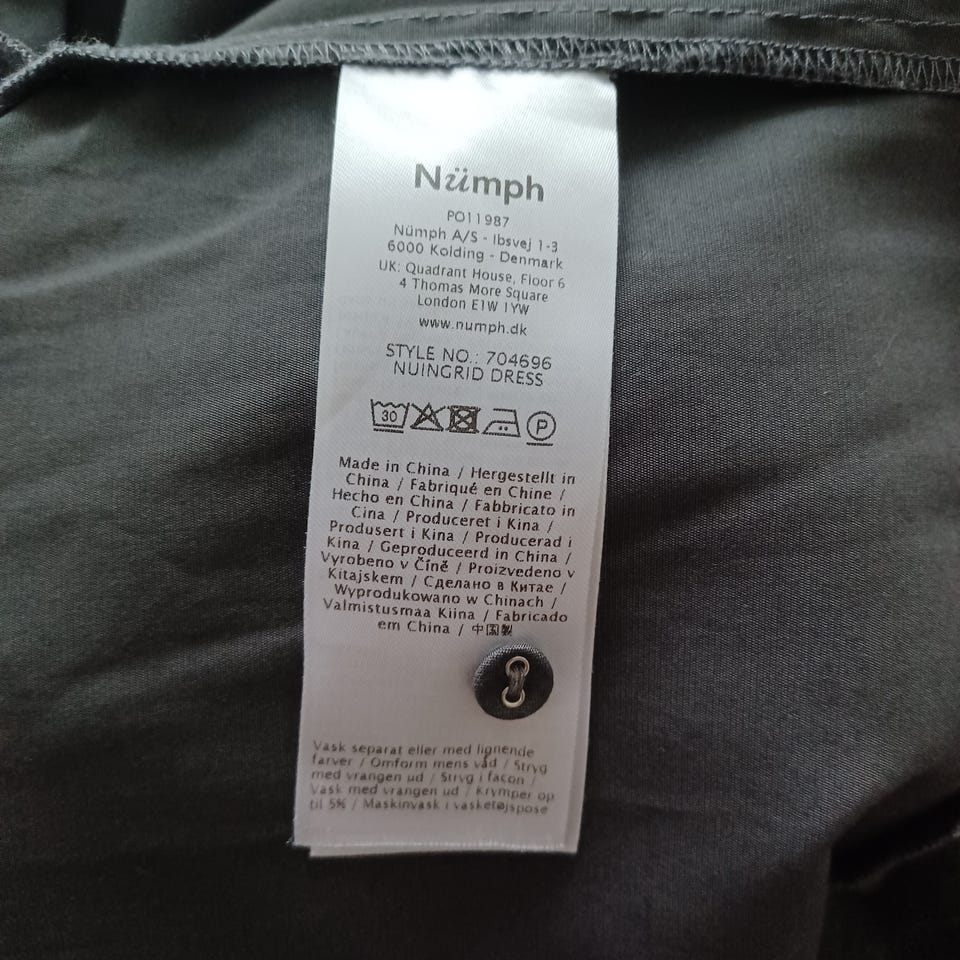 Nümph
PO11987
Nümph A/S - Ibsvej 1-3
6000 Kolding - Denmark
UK: Quadrant House, Floor 6
4 Thomas More Square
London E1W 1YW
www.numph.dk
STYLE NO.: 704696
NUINGRID DRESS
30
P
Made in China / Hergestellt in
China / Fabriqué en Chine /
Hecho en China / Fabbricato in
Cina / Produceret i Kina /
Produsert i Kina / Producerad i
Kina / Geproduceerd in China /
Vyrobeno v Číně / Proizvedeno v
Kitajskem / Сделано в Китае /
Wyprodukowano w Chinach /
Valmistusmaa Kiina / Fabricado
em China / 中国製
Vask separat eller med lignende
farver / Omform mens våd / Stryg
med vrangen ud / Stryg i facon /
Vask med vrangen ud / Krymper op
til 5% / Maskinvask i vasketøjspose